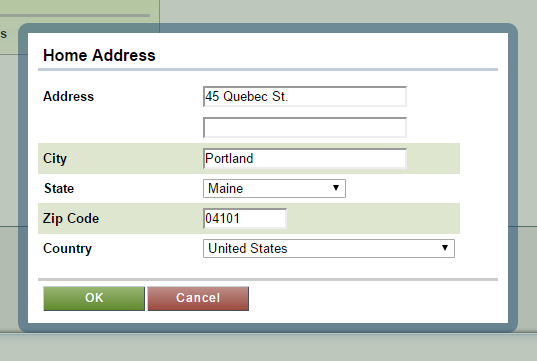 s
Home Address
Address 45 Quebec St.
City Portland
State Maine
Zip Code 04101
Country United States
OK Cancel